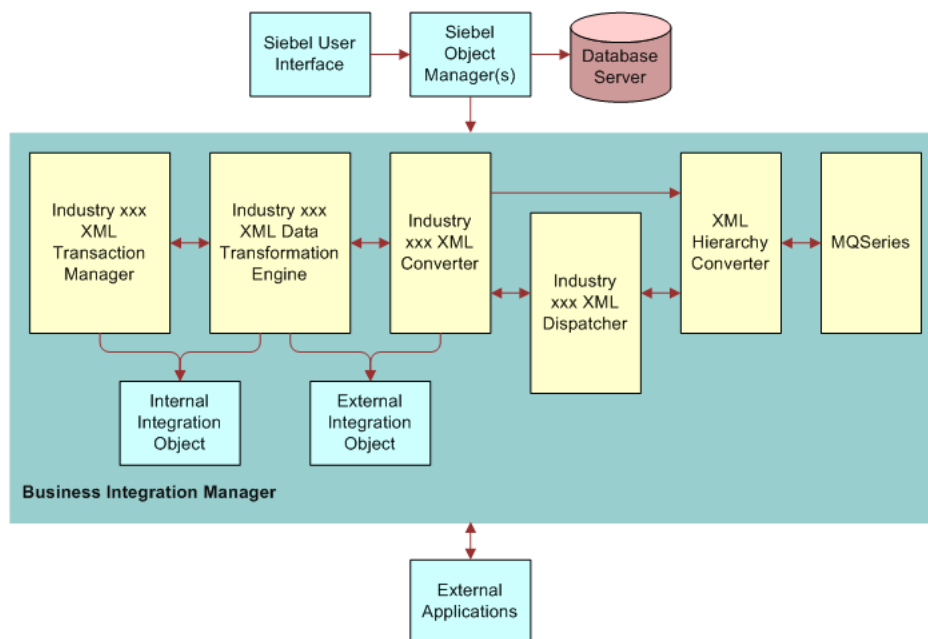 Siebel User
Interface
Siebel
Object
Manager(s)
Database
Server
Industry xxx
XML
Transaction
Manager
Industry xxx
XML Data
Transformation
Engine
Industry
xxx XML
Converter
Industry
xxx XML
Dispatcher
XML
Hierarchy
Converter
MQSeries
Internal
Integration
Object
External
Integration
Object
Business Integration Manager
External
Applications